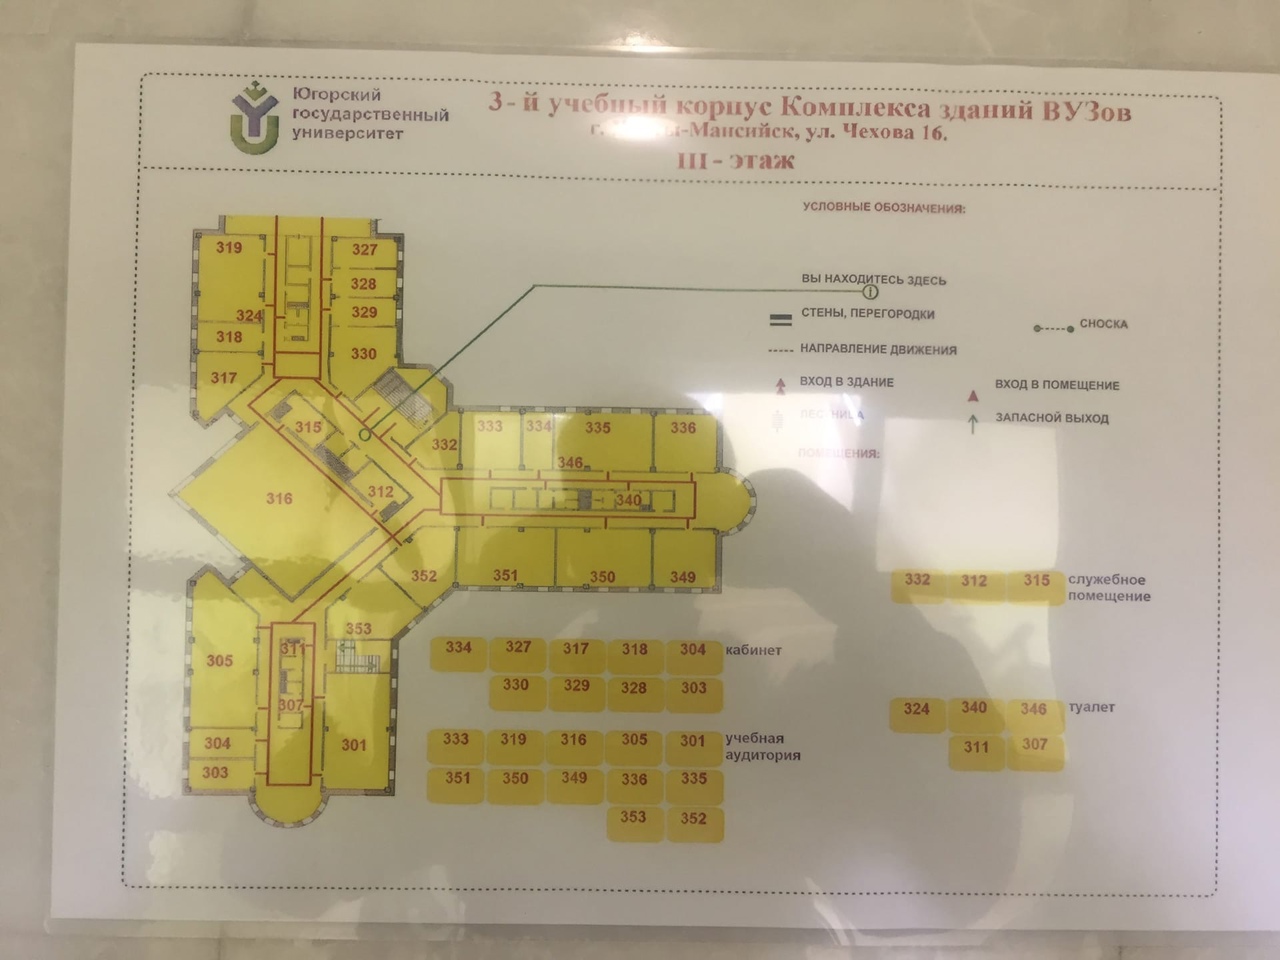 Югорский
государственный
университет
3- й учебный корпус Комплекса зданий ВУЗов
г. -Мансийск, ул. Чехова 16.
III - этаж
УСЛОВНЫЕ ОБОЗНАЧЕНИЯ:
ВЫ НАХОДИТЕСЬ ЗДЕСЬ
СТЕНЫ, ПЕРЕГОРОДКИ
СНОСКА
НАПРАВЛЕНИЕ ДВИЖЕНИЯ
ВХОД В ЗДАНИЕ
ВХОД В ПОМЕЩЕНИЕ
ЛЕСТНИЦА
ЗАПАСНОЙ ВЫХОД
ПОМЕЩЕНИЯ:
319
327
328
324
329
318
330
317
315
332
333
334
335
336
346
316
312
340
352
351
350
349
353
311
305
307
304
301
303
332 312 315 служебное
помещение
334 327 317 318 304 кабинет
330 329 328 303
324 340 346 туалет
311 307
333 319 316 305 301 учебная
аудитория
351 350 349 336 335
353 352